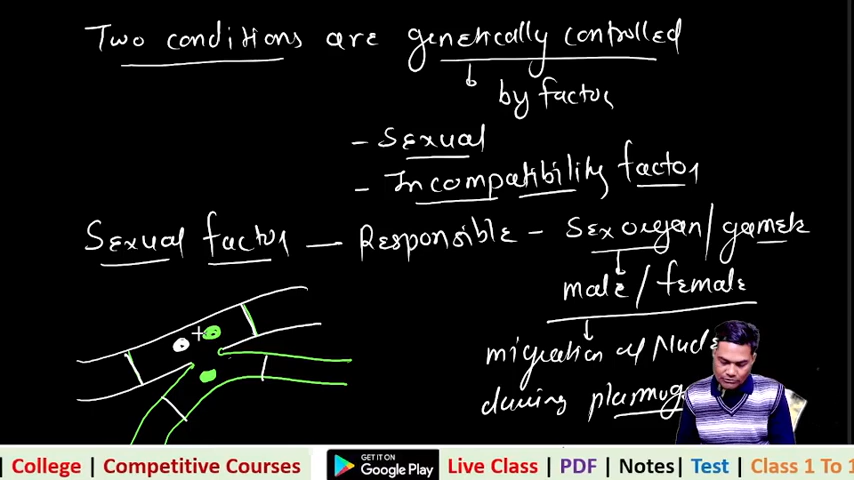 Two conditions are genetically controlled
by factor
- Sexual
- Incompatibility factor
Sexual factor — Responsible - Sex organ/gamete
male/female
migration of
during
+
| College | Competitive Courses
GET IT ON
Google Play
Live Class | PDF | Notes | Test | Class 1 To 1